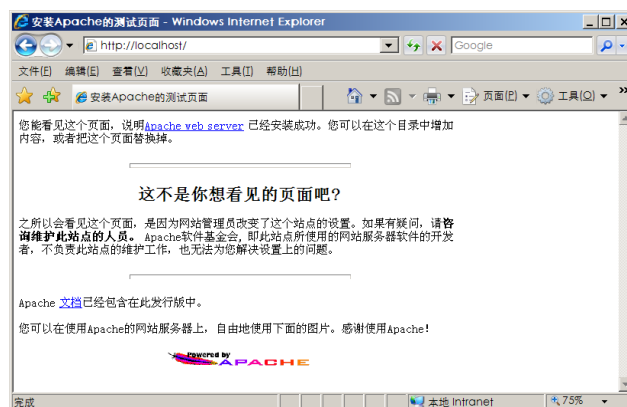 安装Apache的测试页面 - Windows Internet Explorer
http://localhost/
Google
文件(F) 编辑(E) 查看(V) 收藏夹(A) 工具(T) 帮助(H)
安装Apache的测试页面
页面(P) 工具(O) »
您能看见这个页面，说明Apache web server 已经安装成功。您可以在这个目录中增加
内容，或者把这个页面替换掉。
这不是你想看见的页面吧?
之所以会看见这个页面，是因为网站管理员改变了这个站点的设置。如果有疑问，请咨
询维护此站点的人员。 Apache软件基金会，即此站点所使用的网站服务器软件的开发
者，不负责此站点的维护工作，也无法为您解决设置上的问题。
Apache 文档已经包含在此发行版中。
您可以在使用Apache的网站服务器上，自由地使用下面的图片。感谢使用Apache!
Powered by
APACHE
完成 本地 Intranet 75%